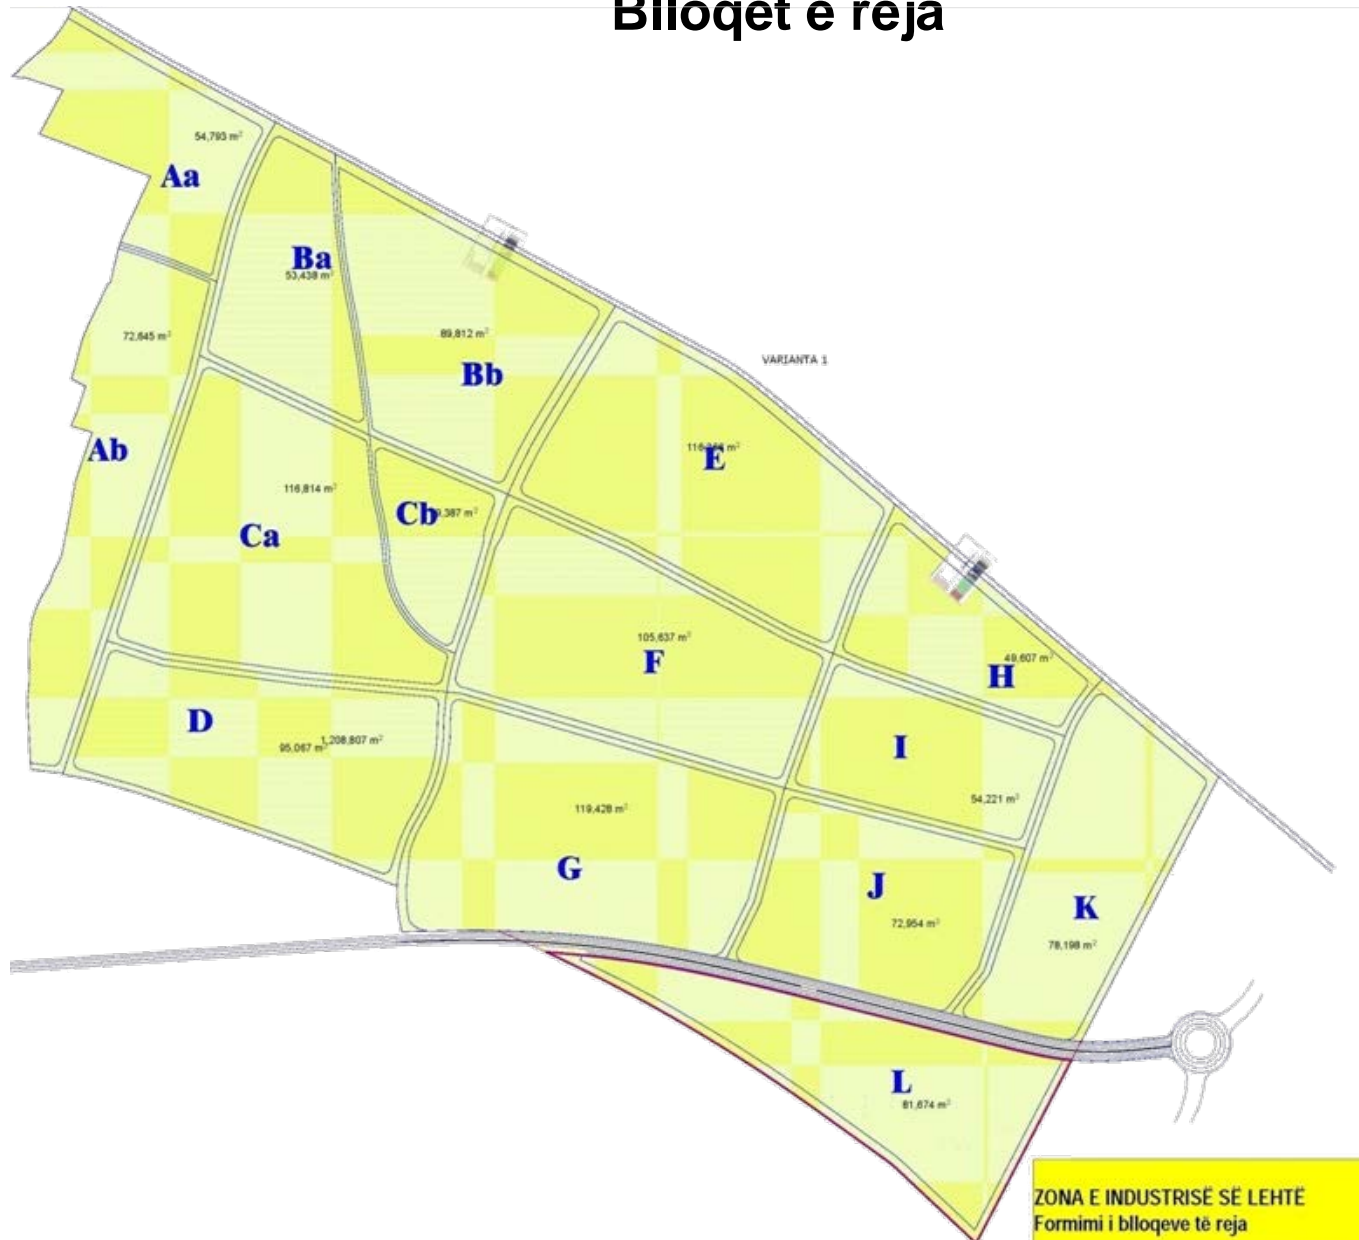 Blloqet e reja
54,793 m²
Aa
Ba
53,438 m²
72,645 m²
89,812 m²
Bb
VARIANTA 1
E
Ab
116,814 m²
Ca
Cb
105,637 m²
F
49,607 m²
H
D
95,067 m²
1,208,807 m²
I
54,221 m²
119,428 m²
G
J
72,954 m²
K
78,198 m²
L
81,674 m²
ZONA E INDUSTRISË SË LEHTË
Formimi i blloqeve të reja